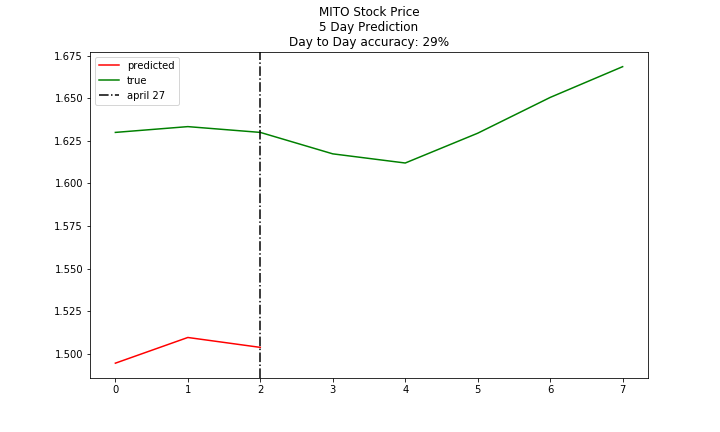 MITO Stock Price
5 Day Prediction
Day to Day accuracy: 29%
predicted
true
april 27
1.675
1.650
1.625
1.600
1.575
1.550
1.525
1.500
0 1 2 3 4 5 6 7